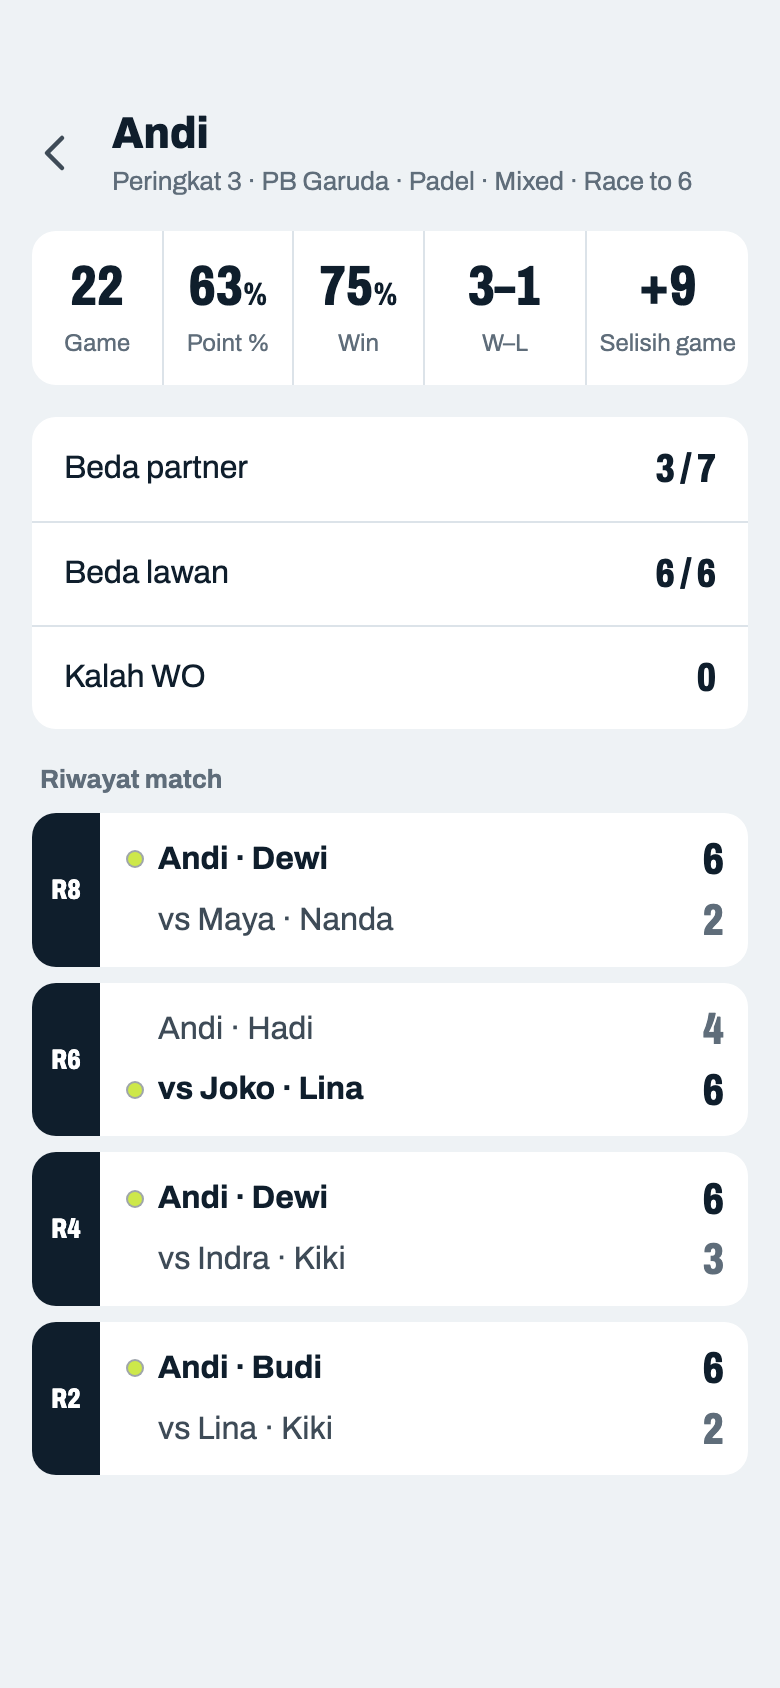 Andi
Peringkat 3 · PB Garuda · Padel · Mixed · Race to 6
22 63% 75% 3–1 +9
Game Point % Win W–L Selisih game
Beda partner 3 / 7
Beda lawan 6 / 6
Kalah WO 0
Riwayat match
R8
Andi · Dewi 6
vs Maya · Nanda 2
R6
Andi · Hadi 4
vs Joko · Lina 6
R4
Andi · Dewi 6
vs Indra · Kiki 3
R2
Andi · Budi 6
vs Lina · Kiki 2